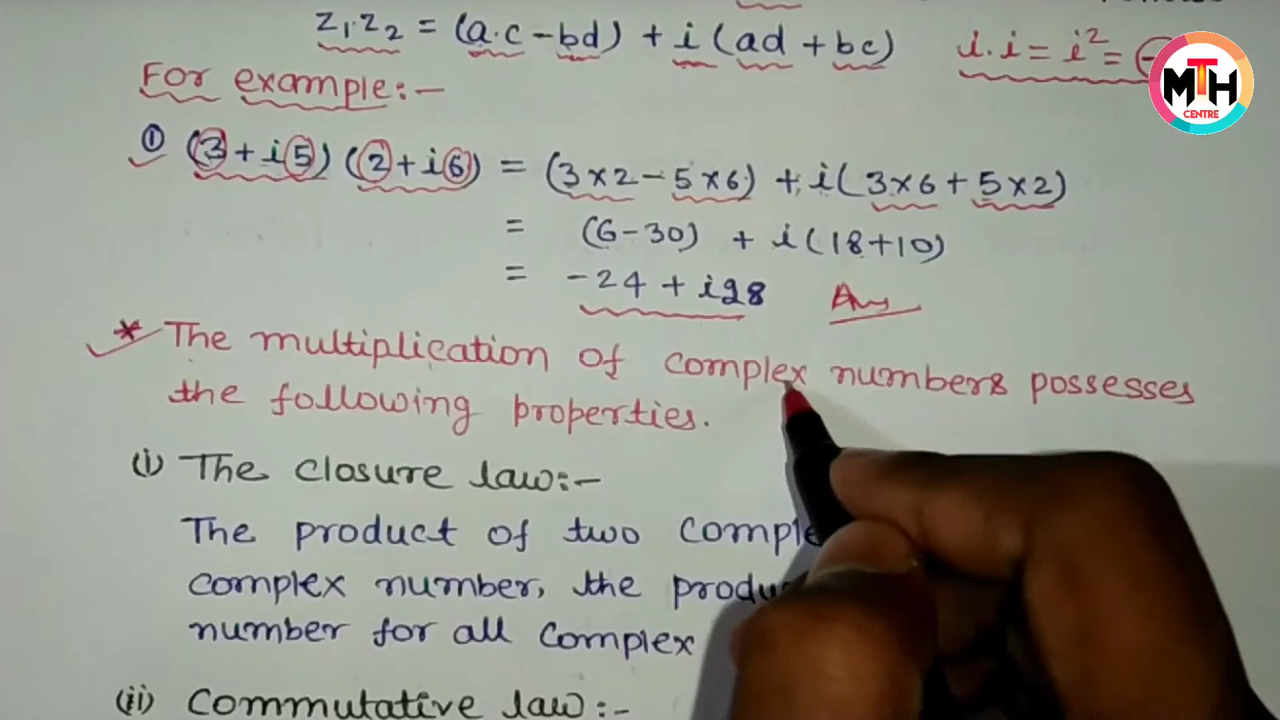 z₁.z₂ = (a.c - bd) + i (ad + bc) i.i = i² =
MTH
CENTRE
For example:-
① (3 + i5) (2 + i6) = (3×2 - 5×6) + i(3×6 + 5×2)
= (6-30) + i(18+10)
= -24 + i28 Ans
* The multiplication of complex numbers possesses
the following properties.
(i) The closure law:-
The product of two comple
complex number, the produ
number for all complex
(ii) Commutative law:-